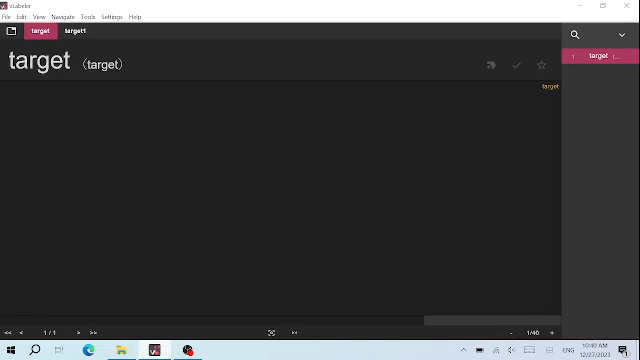 vLabeler
File Edit View Navigate Tools Settings Help
target target1
target (target)
1 target
target
<< < 1 / 1 > >> - 1/40 +
ENG
10:40 AM
12/27/2023